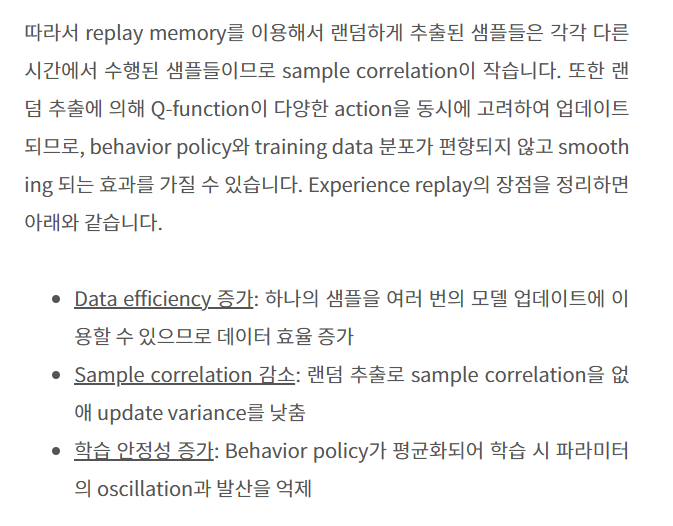 따라서 replay memory를 이용해서 랜덤하게 추출된 샘플들은 각각 다른
시간에서 수행된 샘플들이므로 sample correlation이 작습니다. 또한 랜
덤 추출에 의해 Q-function이 다양한 action을 동시에 고려하여 업데이트
되므로, behavior policy와 training data 분포가 편향되지 않고 smooth
ing 되는 효과를 가질 수 있습니다. Experience replay의 장점을 정리하면
아래와 같습니다.
• Data efficiency 증가: 하나의 샘플을 여러 번의 모델 업데이트에 이
용할 수 있으므로 데이터 효율 증가
• Sample correlation 감소: 랜덤 추출로 sample correlation을 없
애 update variance를 낮춤
• 학습 안정성 증가: Behavior policy가 평균화되어 학습 시 파라미터
의 oscillation과 발산을 억제